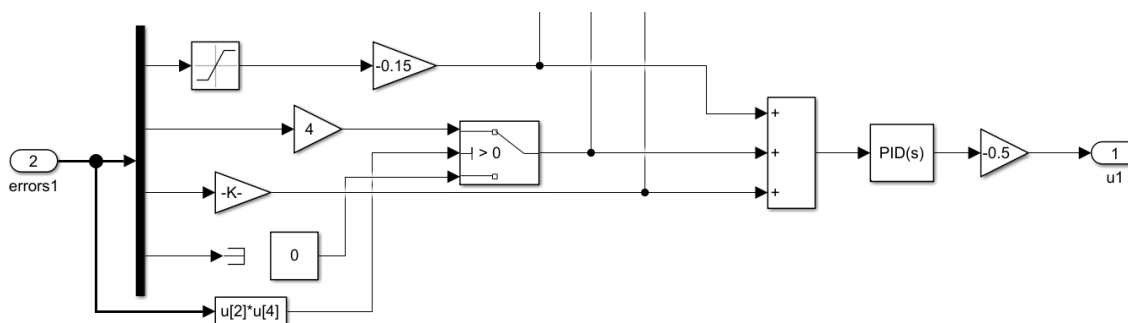 -0.15
+
4
2
> 0
+
PID(s)
-0.5
1
errors1
u1
-K-
+
0
u[2]*u[4]